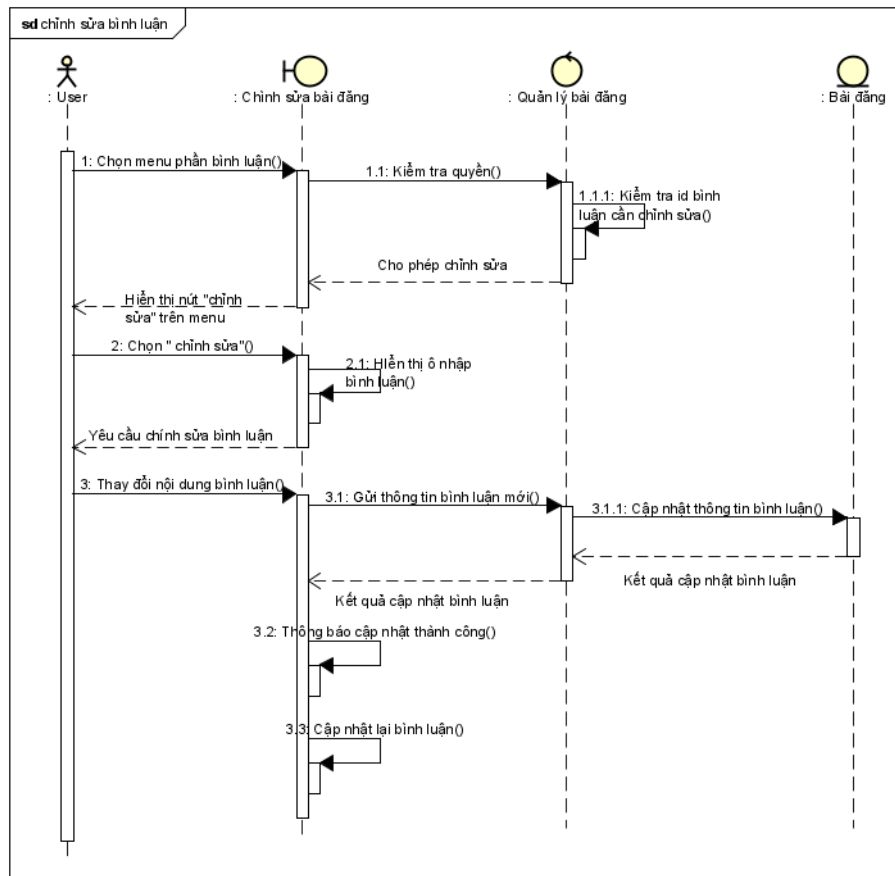 sd chỉnh sửa bình luận
: User
: Chỉnh sửa bài đăng
: Quản lý bài đăng
: Bài đăng
1: Chọn menu phần bình luận()
1.1: Kiểm tra quyền()
1.1.1: Kiểm tra id bình
luận cần chỉnh sửa()
Cho phép chỉnh sửa
Hiển thị nút "chỉnh
sửa" trên menu
2: Chọn " chỉnh sửa"()
2.1: HIển thị ô nhập
bình luận()
Yêu cầu chính sửa bình luận
3: Thay đổi nội dung bình luận()
3.1: Gửi thông tin bình luận mới()
3.1.1: Cập nhật thông tin bình luận()
Kết quả cập nhật bình luận
Kết quả cập nhật bình luận
3.2: Thông báo cập nhật thành công()
3.3: Cập nhật lại bình luận()